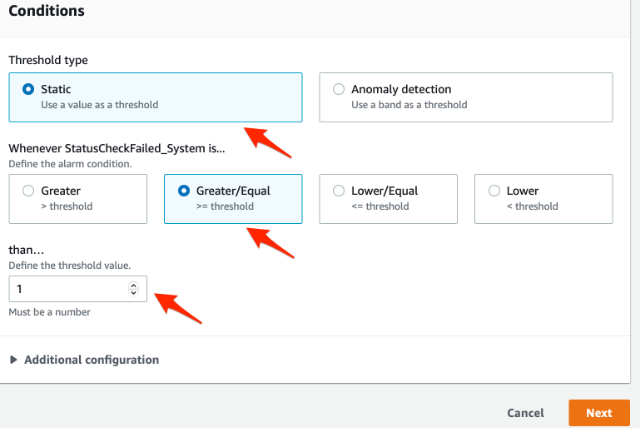 Conditions
Threshold type
Static
Use a value as a threshold
Anomaly detection
Use a band as a threshold
Whenever StatusCheckFailed_System is...
Define the alarm condition.
Greater
> threshold
Greater/Equal
>= threshold
Lower/Equal
<= threshold
Lower
< threshold
than...
Define the threshold value.
1
Must be a number
Additional configuration
Cancel
Next